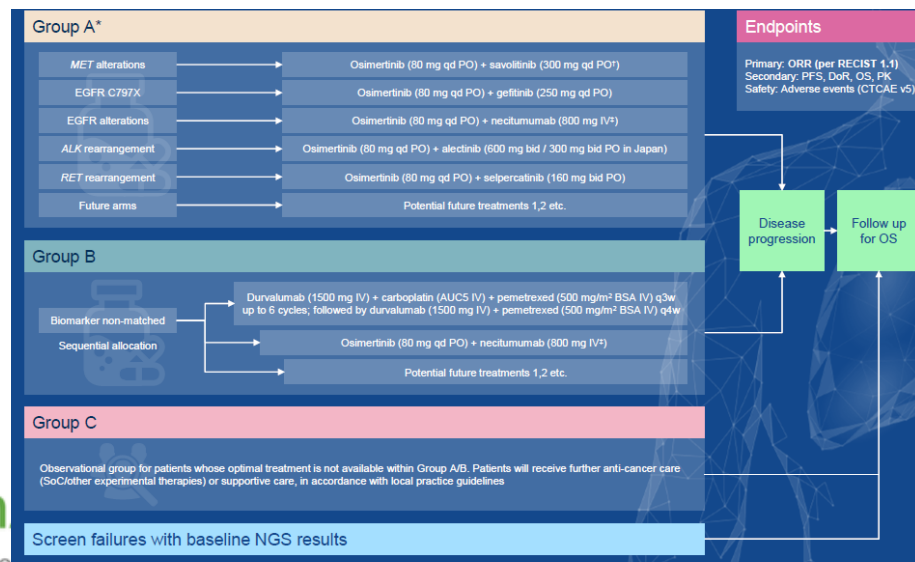 Group A*
MET alterations
Osimertinib (80 mg qd PO) + savolitinib (300 mg qd PO†)
EGFR C797X
Osimertinib (80 mg qd PO) + gefitinib (250 mg qd PO)
EGFR alterations
Osimertinib (80 mg qd PO) + necitumumab (800 mg IV‡)
ALK rearrangement
Osimertinib (80 mg qd PO) + alectinib (600 mg bid / 300 mg bid PO in Japan)
RET rearrangement
Osimertinib (80 mg qd PO) + selpercatinib (160 mg bid PO)
Future arms
Potential future treatments 1,2 etc.
Group B
Biomarker non-matched
Sequential allocation
Durvalumab (1500 mg IV) + carboplatin (AUC5 IV) + pemetrexed (500 mg/m² BSA IV) q3w
up to 6 cycles; followed by durvalumab (1500 mg IV) + pemetrexed (500 mg/m² BSA IV) q4w
Osimertinib (80 mg qd PO) + necitumumab (800 mg IV‡)
Potential future treatments 1,2 etc.
Group C
Observational group for patients whose optimal treatment is not available within Group A/B. Patients will receive further anti-cancer care
(SoC/other experimental therapies) or supportive care, in accordance with local practice guidelines
Screen failures with baseline NGS results
Endpoints
Primary: ORR (per RECIST 1.1)
Secondary: PFS, DoR, OS, PK
Safety: Adverse events (CTCAE v5)
Disease
progression
Follow up
for OS